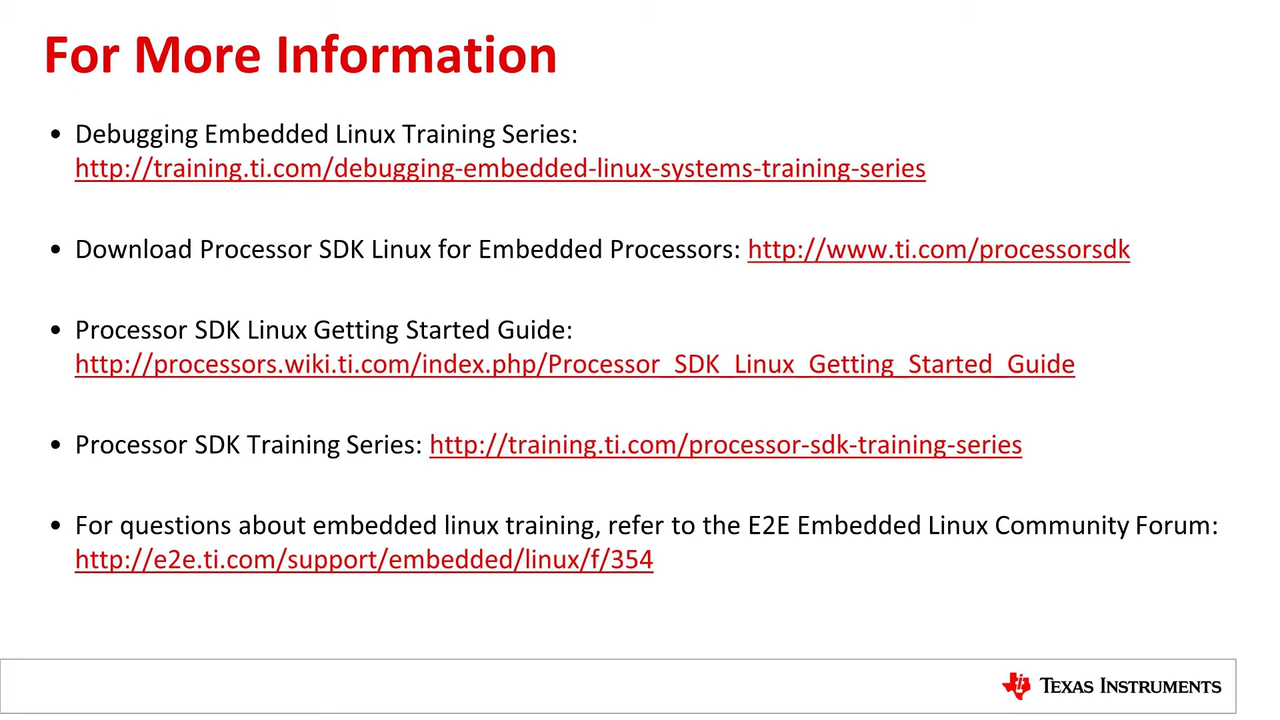 For More Information
• Debugging Embedded Linux Training Series:
http://training.ti.com/debugging-embedded-linux-systems-training-series
• Download Processor SDK Linux for Embedded Processors: http://www.ti.com/processorsdk
• Processor SDK Linux Getting Started Guide:
http://processors.wiki.ti.com/index.php/Processor_SDK_Linux_Getting_Started_Guide
• Processor SDK Training Series: http://training.ti.com/processor-sdk-training-series
• For questions about embedded linux training, refer to the E2E Embedded Linux Community Forum:
http://e2e.ti.com/support/embedded/linux/f/354
TEXAS INSTRUMENTS